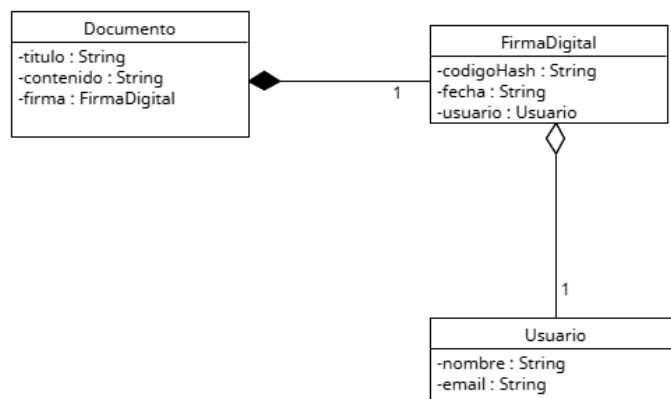 Documento
-titulo : String
-contenido : String
-firma : FirmaDigital
1
FirmaDigital
-codigoHash : String
-fecha : String
-usuario : Usuario
1
Usuario
-nombre : String
-email : String